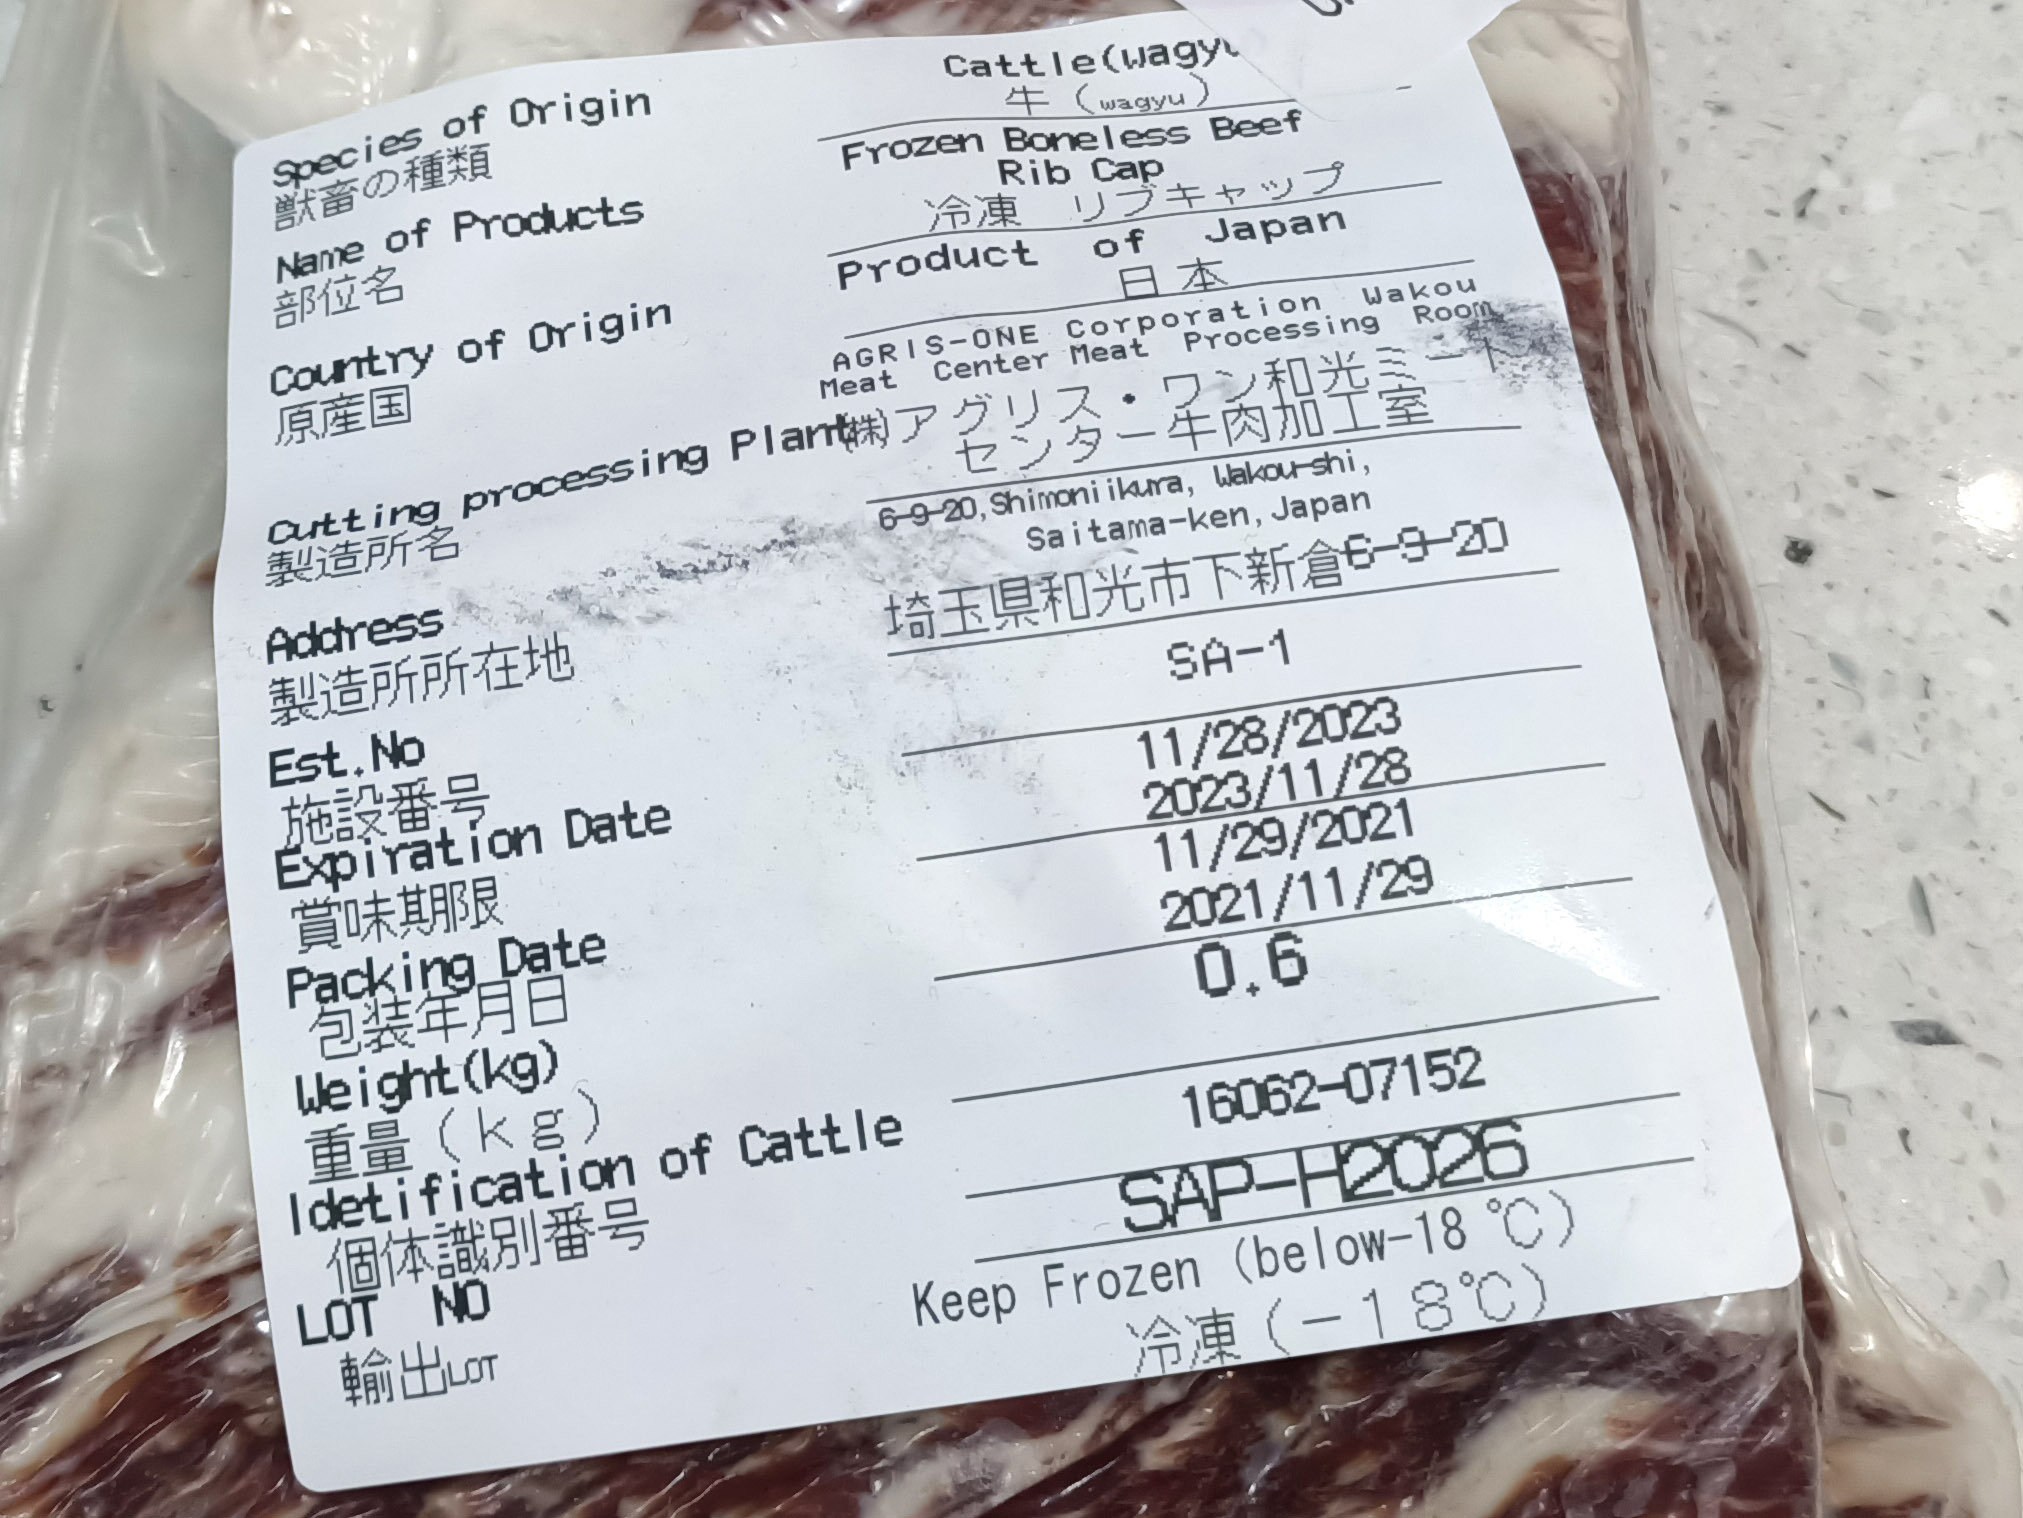 Species of Origin
獣畜の種類
Cattle(wagyu
牛 (wagyu)
Name of Products
部位名
Frozen Boneless Beef
Rib Cap
冷凍 リブキャップ
Country of Origin
原産国
Product of Japan
日本
Cutting processing Plant
製造所名
AGRIS-ONE Corporation Wakou
Meat Center Meat Processing Room
㈱アグリス・ワン和光ミート
センター牛肉加工室
Address
製造所所在地
6-9-20,Shimoniikura, Wakou-shi,
Saitama-ken,Japan
埼玉県和光市下新倉6-9-20
Est.No
施設番号
SA-1
Expiration Date
賞味期限
11/28/2023
2023/11/28
Packing Date
包装年月日
11/29/2021
2021/11/29
Weight(kg)
重量(kg)
0.6
Idetification of Cattle
個体識別番号
16062-07152
LOT NO
輸出LOT
SAP-H2026
Keep Frozen (below-18℃)
冷凍(-18℃)